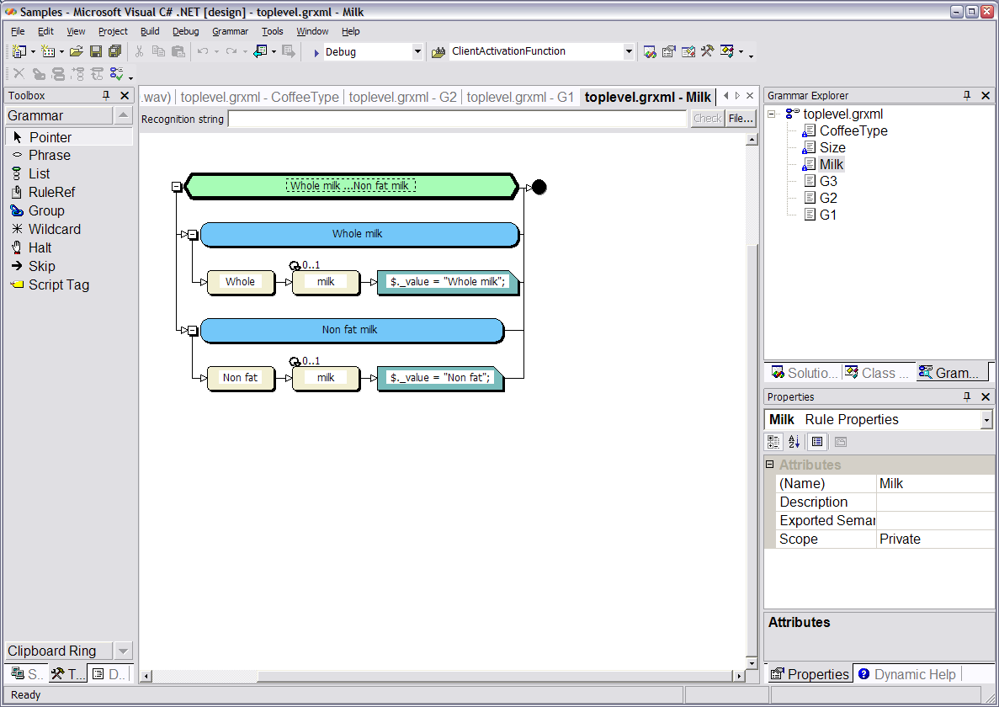 Samples - Microsoft Visual C# .NET [design] - toplevel.grxml - Milk
File Edit View Project Build Debug Grammar Tools Window Help
Debug ClientActivationFunction
Toolbox
Grammar
Pointer
Phrase
List
RuleRef
Group
Wildcard
Halt
Skip
Script Tag
Clipboard Ring
S... T... D...
.wav) toplevel.grxml - CoffeeType toplevel.grxml - G2 toplevel.grxml - G1 toplevel.grxml - Milk
Recognition string Check File...
Whole milk ...Non fat milk
Whole milk
0..1
Whole milk $._value = "Whole milk";
Non fat milk
0..1
Non fat milk $._value = "Non fat";
Grammar Explorer
toplevel.grxml
CoffeeType
Size
Milk
G3
G2
G1
Solutio... Class ... Gram...
Properties
Milk Rule Properties
Attributes
(Name) Milk
Description
Exported Semar
Scope Private
Attributes
Properties Dynamic Help
Ready